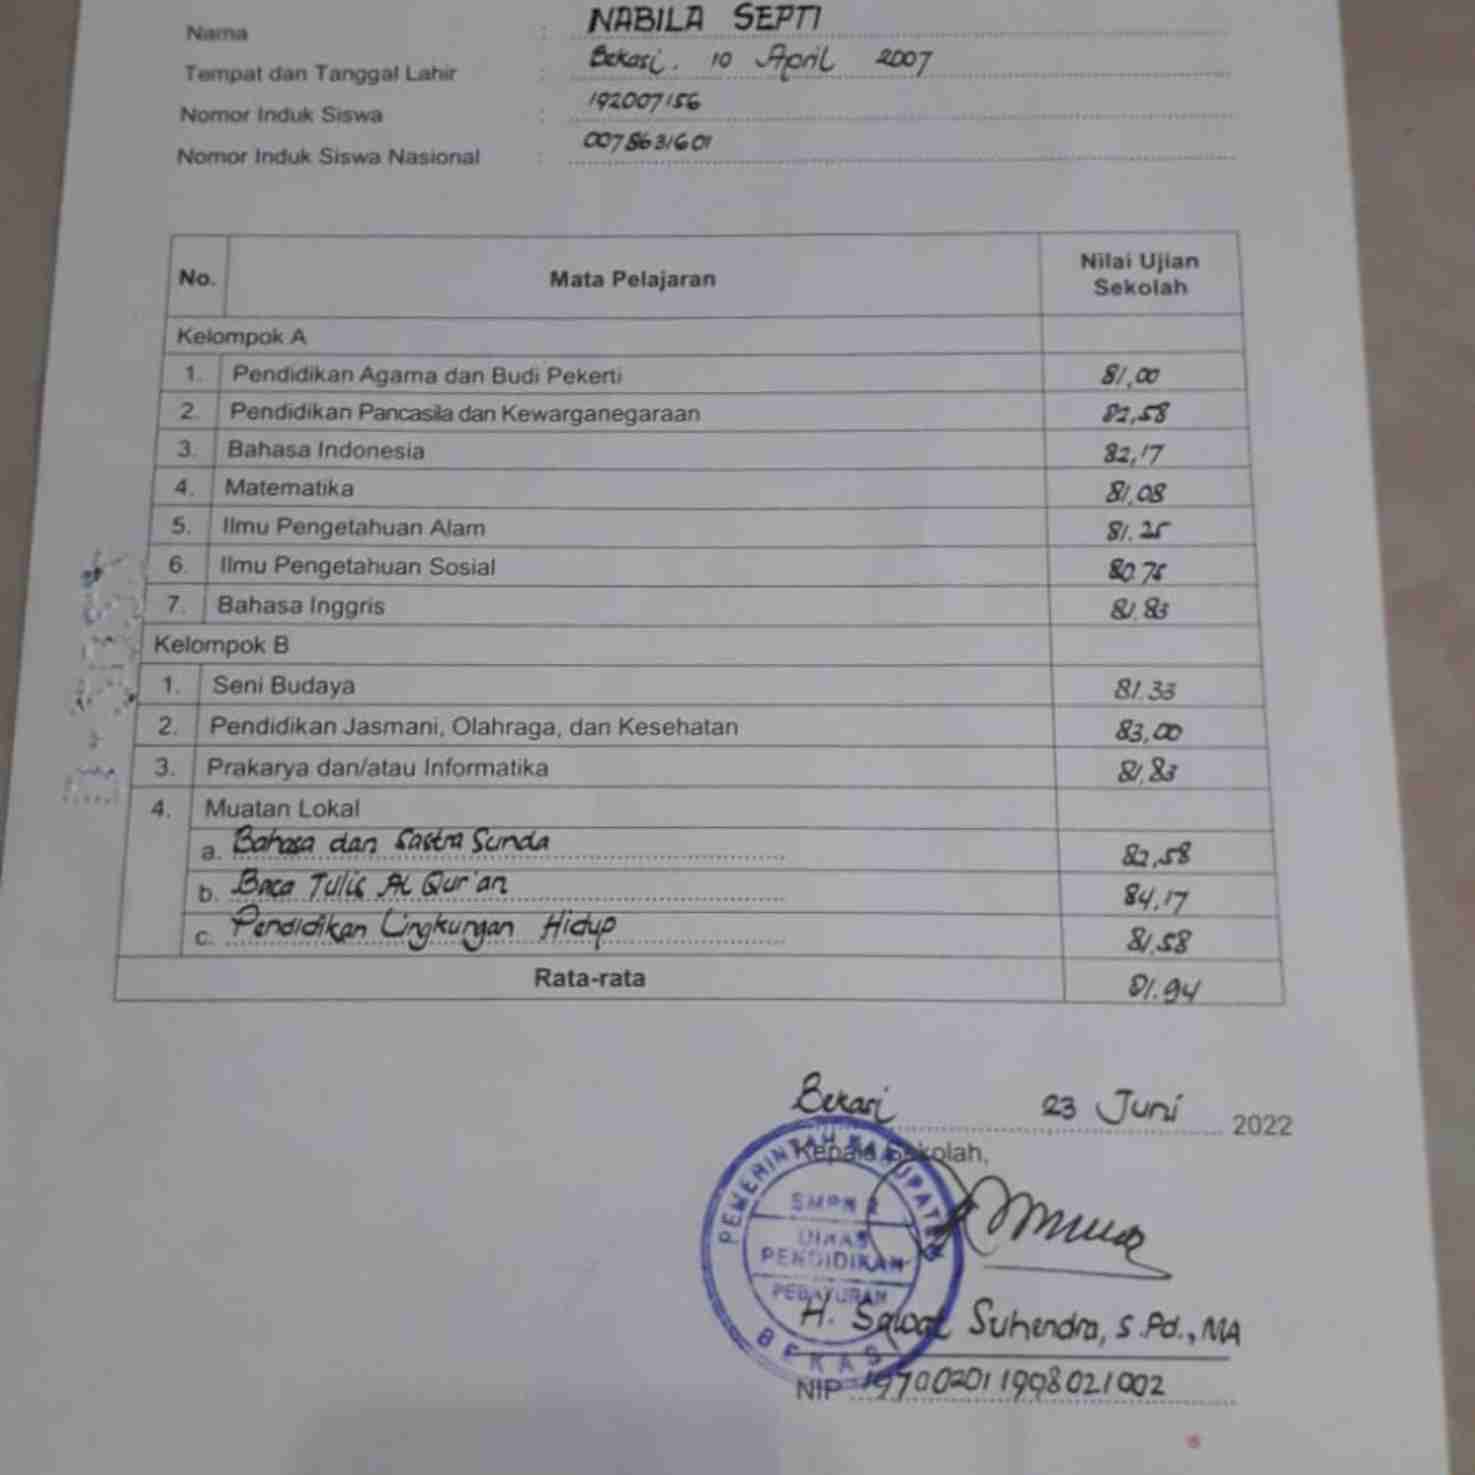 Nama : NABILA SEPTI
Tempat dan Tanggal Lahir : Bekasi, 10 April 2007
Nomor Induk Siswa : 192007156
Nomor Induk Siswa Nasional : 0078631601
No. Mata Pelajaran Nilai Ujian Sekolah
Kelompok A
1. Pendidikan Agama dan Budi Pekerti 81,00
2. Pendidikan Pancasila dan Kewarganegaraan 82,58
3. Bahasa Indonesia 82,17
4. Matematika 81,08
5. Ilmu Pengetahuan Alam 81.25
6. Ilmu Pengetahuan Sosial 80.75
7. Bahasa Inggris 81.83
Kelompok B
1. Seni Budaya 81.33
2. Pendidikan Jasmani, Olahraga, dan Kesehatan 83,00
3. Prakarya dan/atau Informatika 81,83
4. Muatan Lokal
a. Bahasa dan Sastra Sunda 82,58
b. Baca Tulis Al Qur'an 84,17
c. Pendidikan Lingkungan Hidup 81,58
Rata-rata 81.94
Bekasi 23 Juni 2022
Kepala Sekolah,
PEMERINTAH KABUPATEN
SMPN 2
DINAS
PENDIDIKAN
PEBAYURAN
BEKASI
H. Suhendra, S.Pd., MA
NIP 197002011998021002